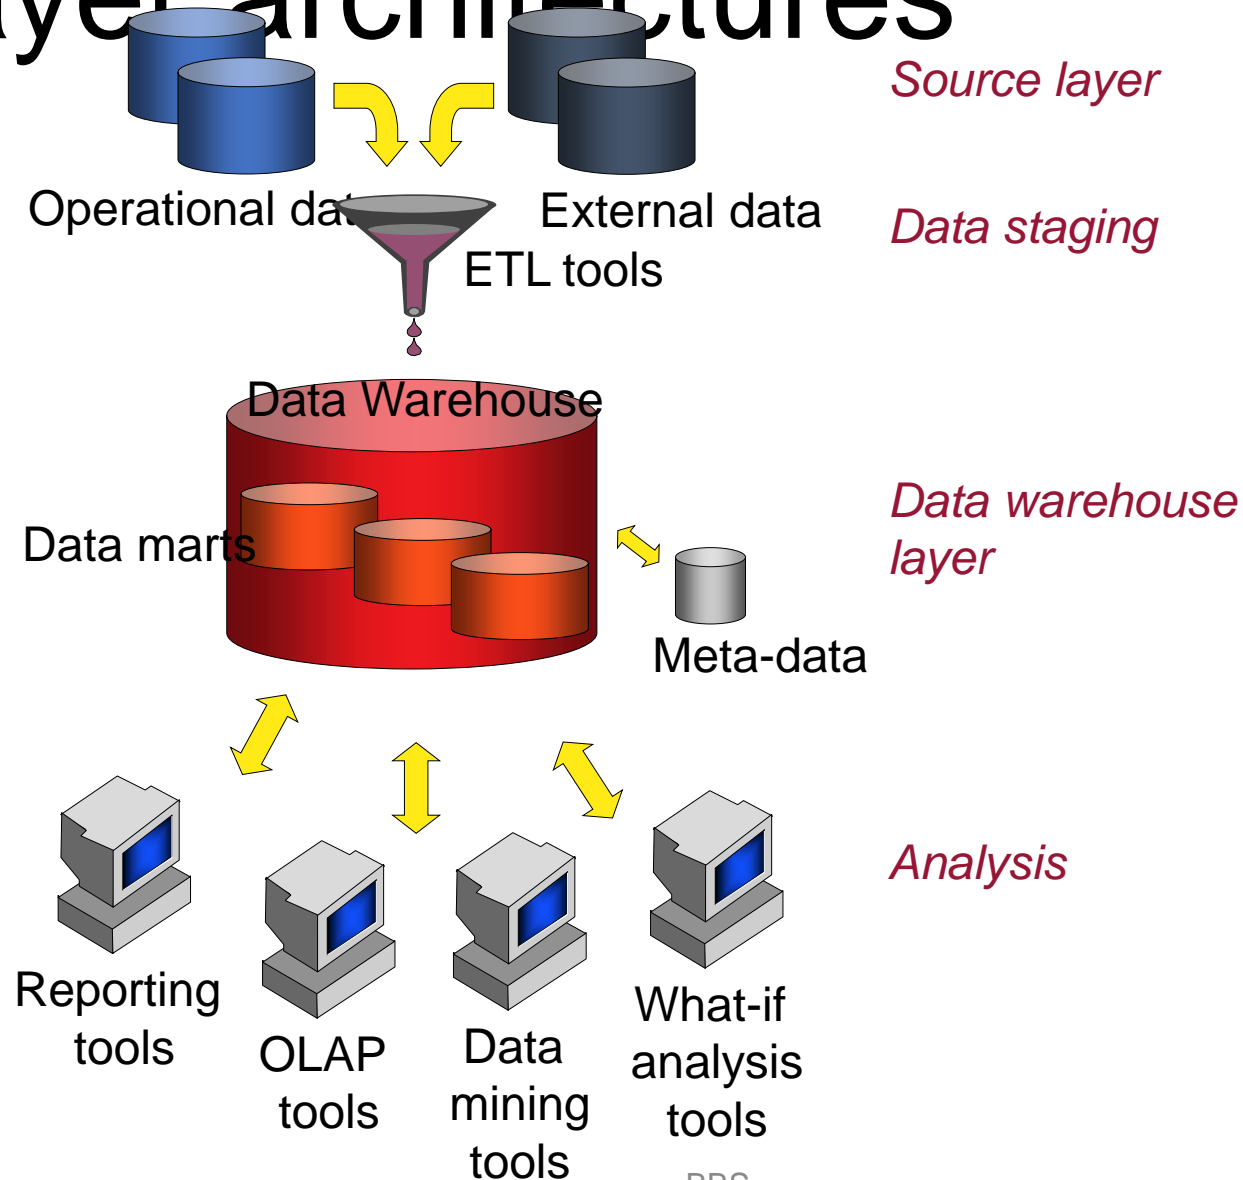 architectures
Source layer
Operational
External data
Data staging
ETL tools
Data Warehouse
Data warehouse
layer
Data marts
Meta-data
Analysis
Reporting
tools
OLAP
tools
Data
mining
tools
What-if
analysis
tools